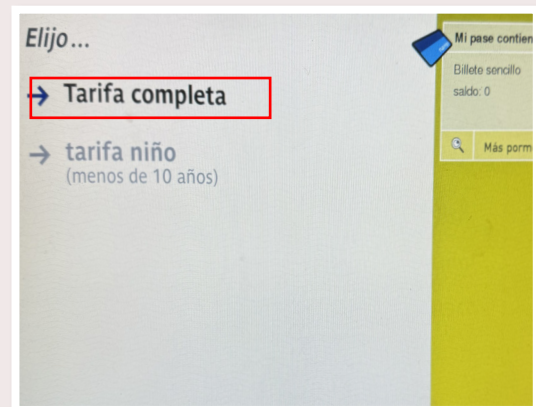 Elijo...
Tarifa completa
tarifa niño
(menos de 10 años)
Mi pase contien
Billete sencillo
saldo: 0
Más porm